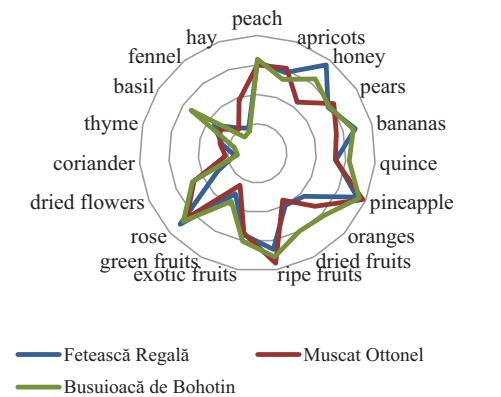 peach
hay apricots
fennel honey
basil pears
thyme bananas
coriander quince
dried flowers pineapple
rose oranges
green fruits dried fruits
exotic fruits ripe fruits
Fetească Regală Muscat Ottonel
Busuioacă de Bohotin